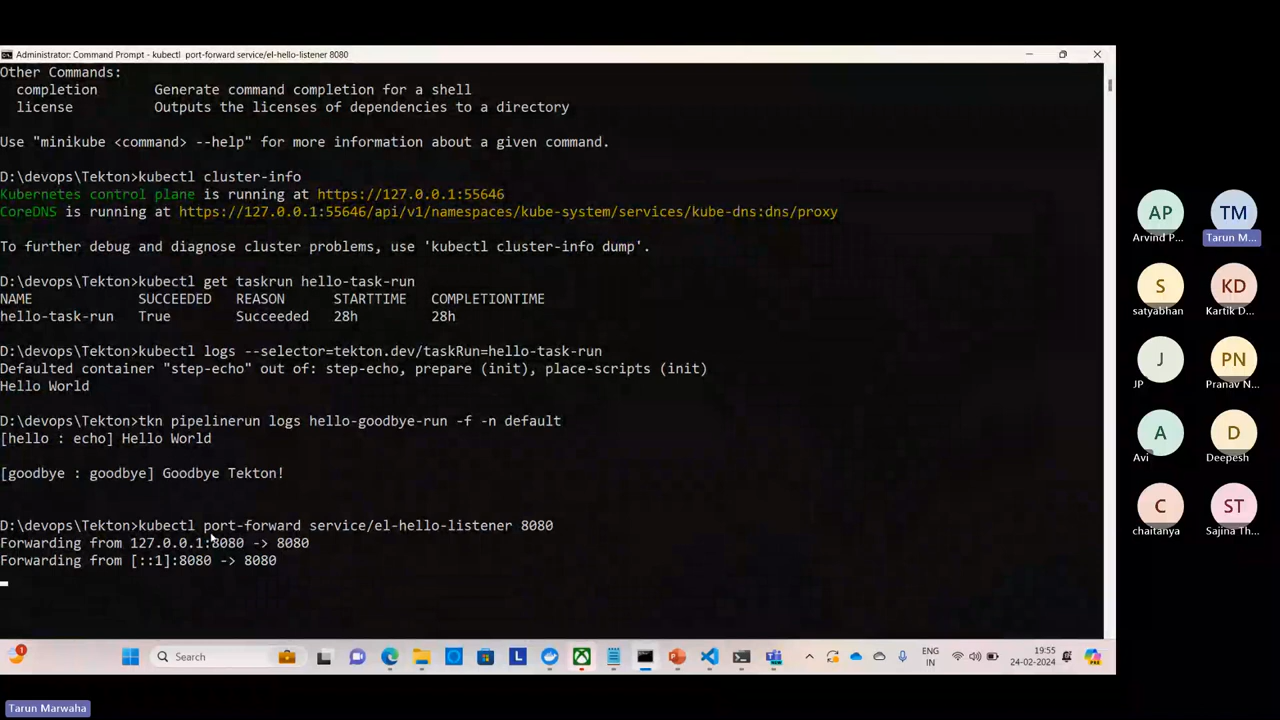 Administrator: Command Prompt - kubectl port-forward service/el-hello-listener 8080
Other Commands:
completion Generate command completion for a shell
license Outputs the licenses of dependencies to a directory
Use "minikube <command> --help" for more information about a given command.
D:\devops\Tekton>kubectl cluster-info
Kubernetes control plane is running at https://127.0.0.1:55646
CoreDNS is running at https://127.0.0.1:55646/api/v1/namespaces/kube-system/services/kube-dns:dns/proxy
To further debug and diagnose cluster problems, use 'kubectl cluster-info dump'.
D:\devops\Tekton>kubectl get taskrun hello-task-run
NAME SUCCEEDED REASON STARTTIME COMPLETIONTIME
hello-task-run True Succeeded 28h 28h
D:\devops\Tekton>kubectl logs --selector=tekton.dev/taskRun=hello-task-run
Defaulted container "step-echo" out of: step-echo, prepare (init), place-scripts (init)
Hello World
D:\devops\Tekton>tkn pipelinerun logs hello-goodbye-run -f -n default
[hello : echo] Hello World
[goodbye : goodbye] Goodbye Tekton!
D:\devops\Tekton>kubectl port-forward service/el-hello-listener 8080
Forwarding from 127.0.0.1:8080 -> 8080
Forwarding from [::1]:8080 -> 8080
AP TM
Arvind P... Tarun M...
S KD
satyabhan Kartik D...
J PN
JP Pranav N...
A D
Avi Deepesh
C ST
chaitanya Sajina Th...
1
Search
ENG
IN
19:55
24-02-2024
Tarun Marwaha